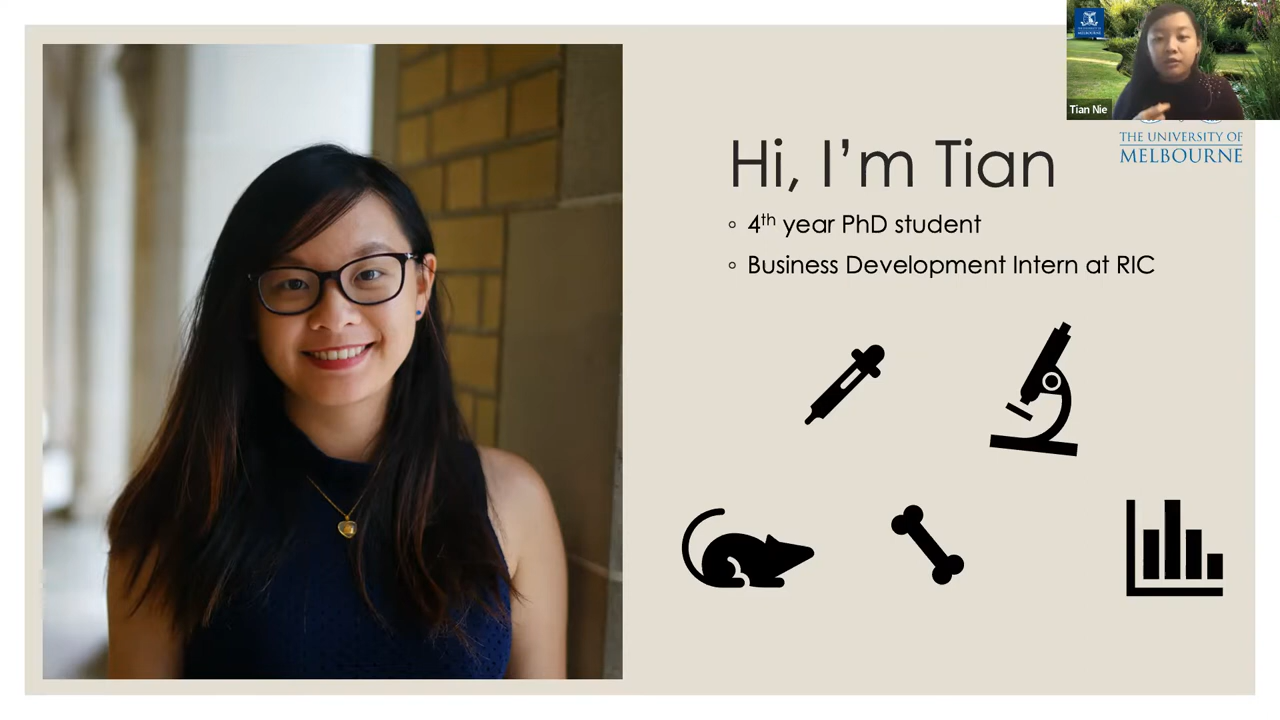 Tian Nie
THE UNIVERSITY OF
MELBOURNE
Hi, I’m Tian
◦ 4th year PhD student
◦ Business Development Intern at RIC